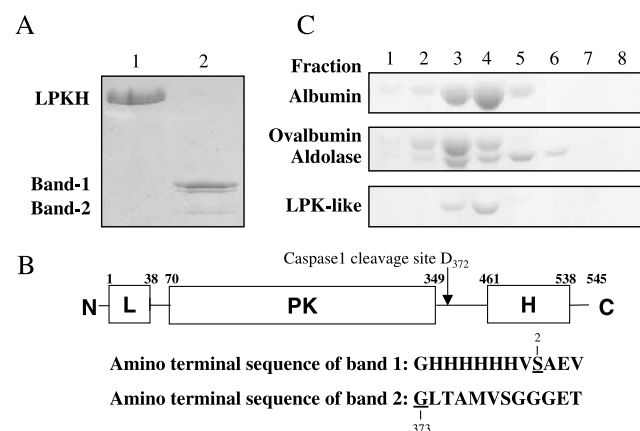 A
1 2
LPKH
Band-1
Band-2
C
Fraction 1 2 3 4 5 6 7 8
Albumin
Ovalbumin
Aldolase
LPK-like
B
Caspase1 cleavage site D372
1 38 70 349 461 538 545
N L PK H C
2
Amino terminal sequence of band 1: GHHHHHHVSAEV
Amino terminal sequence of band 2: GLTAMVSGGGET
373